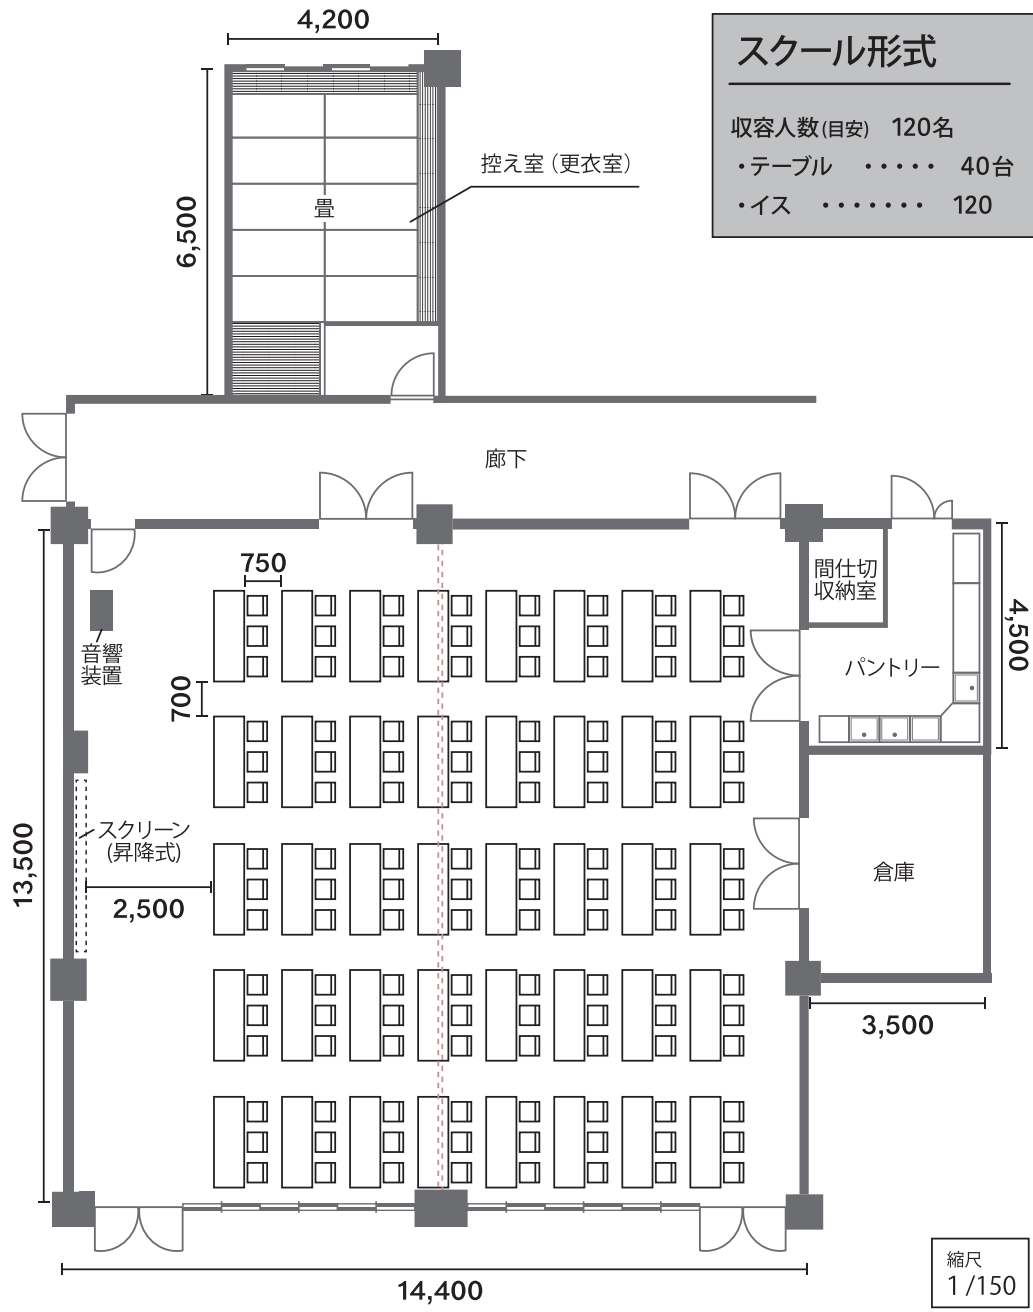 4,200
スクール形式
収容人数(目安) 120名
・テーブル ・・・・・ 40台
・イス ・・・・・・・ 120
控え室（更衣室）
畳
6,500
廊下
750
間仕切
収納室
4,500
音響
装置
パントリー
700
スクリーン
(昇降式)
13,500
2,500
倉庫
3,500
縮尺
1 /150
14,400